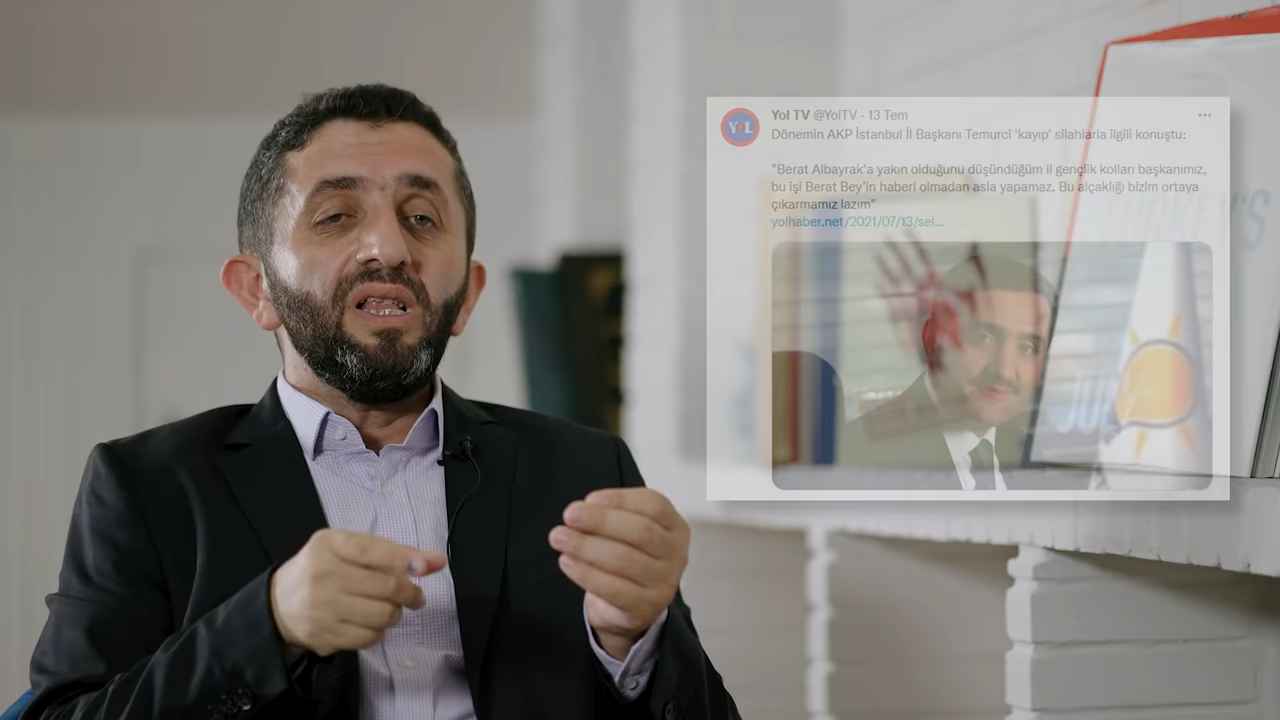 Yol TV @YolTV · 13 Tem
Dönemin AKP İstanbul İl Başkanı Temurci 'kayıp' silahlarla ilgili konuştu:
"Berat Albayrak'a yakın olduğunu düşündüğüm il gençlik kolları başkanımız,
bu işi Berat Bey'in haberi olmadan asla yapamaz. Bu alçaklığı bizim ortaya
çıkarmamız lazım"
yolhaber.net/2021/07/13/sel...
YOL